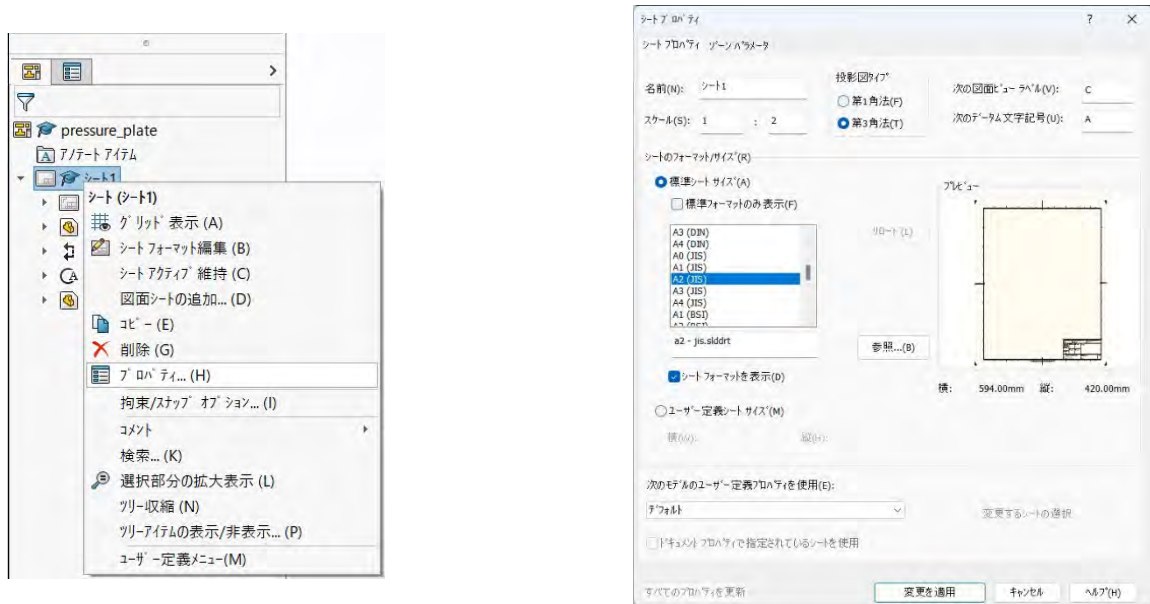 pressure_plate
アノテート アイテム
シート1
シート (シート1)
グリッド 表示 (A)
シート フォーマット編集 (B)
シート アクティブ 維持 (C)
図面シートの追加... (D)
コピー (E)
削除 (G)
プロパティ... (H)
拘束/スナップ オプション... (I)
コメント
検索... (K)
選択部分の拡大表示 (L)
ツリー収縮 (N)
ツリーアイテムの表示/非表示... (P)
ユーザー定義メニュー(M)
シート プロパティ
? ×
シート プロパティ ゾーン パラメータ
名前(N): シート1
投影図タイプ
第1角法(F)
第3角法(T)
次の図面ビュー ラベル(V): C
スケール(S): 1 : 2
次のデータム文字記号(U): A
シートのフォーマット/サイズ(R)
標準シート サイズ(A)
標準フォーマットのみ表示(F)
A3 (DIN)
A4 (DIN)
A0 (JIS)
A1 (JIS)
A2 (JIS)
A3 (JIS)
A4 (JIS)
A1 (BSI)
a2 - jis.slddrt
リロード(L)
参照...(B)
シート フォーマットを表示(D)
プレビュー
横: 594.00mm 縦: 420.00mm
ユーザー定義シート サイズ(M)
横(W): 縦(H):
次のモデルのユーザー定義プロパティを使用(E):
デフォルト
変更するシートの選択
ドキュメント プロパティで指定されているシートを使用
すべてのプロパティを更新
変更を適用
キャンセル
ヘルプ(H)